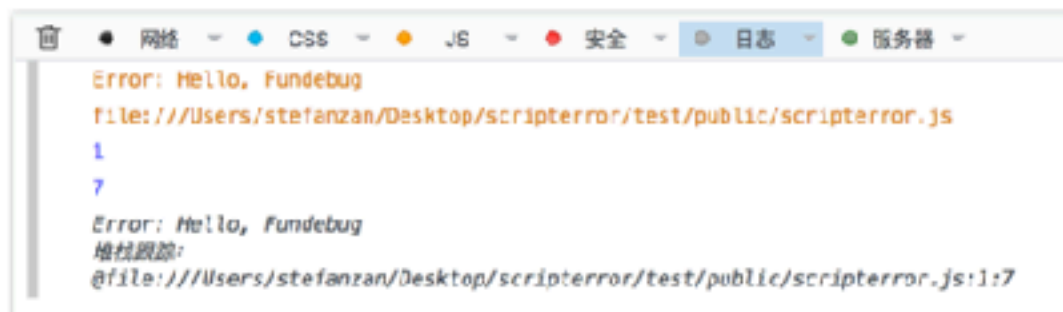 网络 CSS JS 安全 日志 服务器
Error: Hello, Fundebug
file:///Users/stefanzan/Desktop/scripterror/test/public/scripterror.js
1
7
Error: Hello, Fundebug
堆栈跟踪:
@file:///Users/stefanzan/Desktop/scripterror/test/public/scripterror.js:1:7